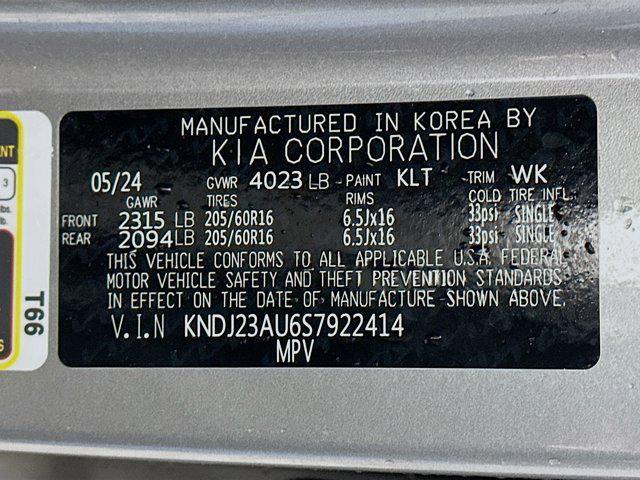 MANUFACTURED IN KOREA BY
KIA CORPORATION
05/24 GVWR 4023 LB PAINT KLT TRIM WK
GAWR TIRES RIMS COLD TIRE INFL.
FRONT 2315 LB 205/60R16 6.5Jx16 33psi SINGLE
REAR 2094 LB 205/60R16 6.5Jx16 33psi SINGLE
THIS VEHICLE CONFORMS TO ALL APPLICABLE U.S.A. FEDERAL
MOTOR VEHICLE SAFETY AND THEFT PREVENTION STANDARDS
IN EFFECT ON THE DATE OF MANUFACTURE SHOWN ABOVE.
V.I.N KNDJ23AU6S7922414
MPV
T66
3